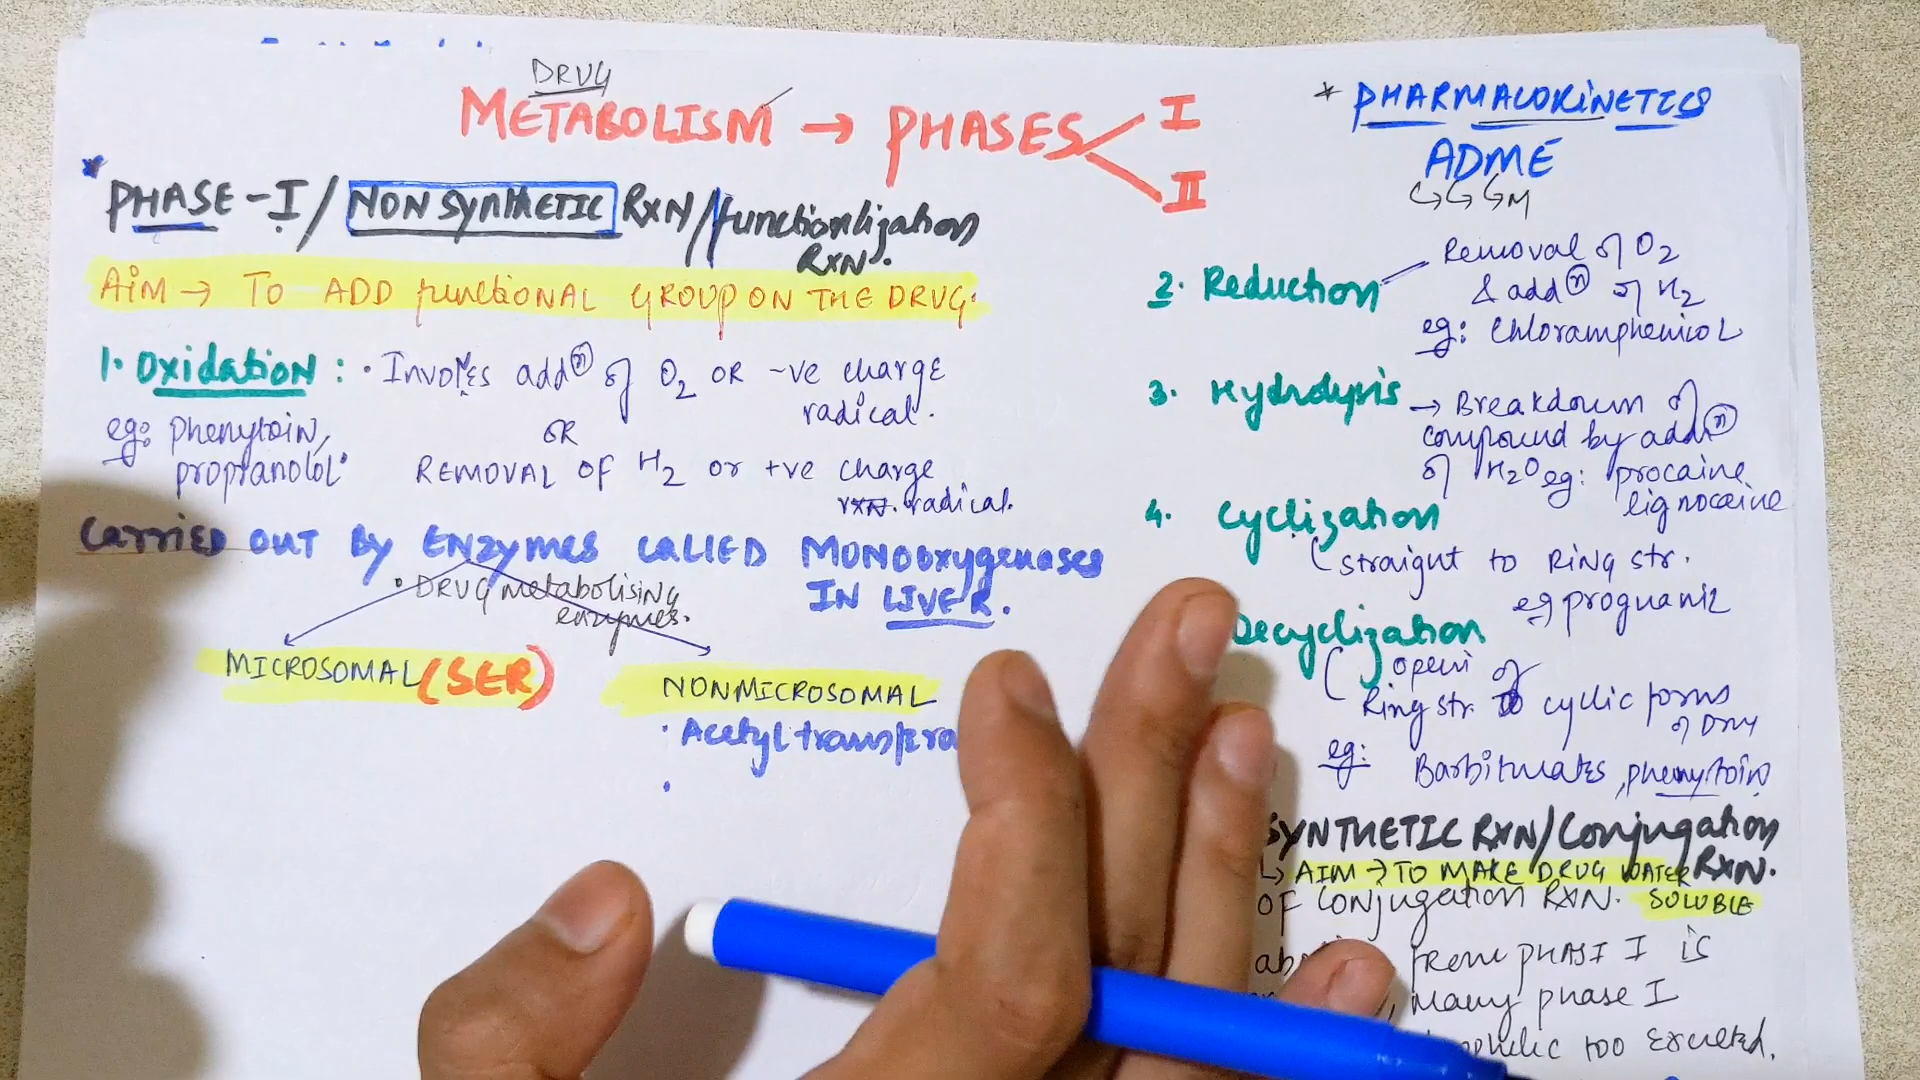 DRUG
METABOLISM → PHASES I
II
* PHASE-I / NON SYNTHETIC RXN / functionlization
RXN.
AIM → TO ADD functIONAL GROUP ON THE DRUG.
1. Oxidation : • Involves add(n) of O2 OR -ve charge
radical.
eg: phenytoin,
propranolol.
OR
REMOVAL OF H2 or +ve charge
radical.
CARRIED OUT By ENzymes CALLED MONOOxygenases
IN LIVER.
• DRUG metabolising
enzymes.
MICROSOMAL (SER)
NONMICROSOMAL
• Acetyl transfera
* PHARMACOKINETICS
ADME
M
2. Reduction
Removal of O2
& add(n) of H2
eg: Chloramphenicol
3. Hydrolysis → Breakdown of
compound by add(n)
of H2O eg: procaine
lignocaine
4. Cyclization
straight to RING str.
eg proguanil
Decyclization
of
Ring str to cyclic forms
of
eg: Barbituates, phenytoin
SYNTHETIC RXN/Conjugation
RXN.
↳ AIM → TO MAKE DRUG WATER
SOLUBLE
OF Conjugation RXN.
from PHASE I is
, Many phase I
too Excreted.